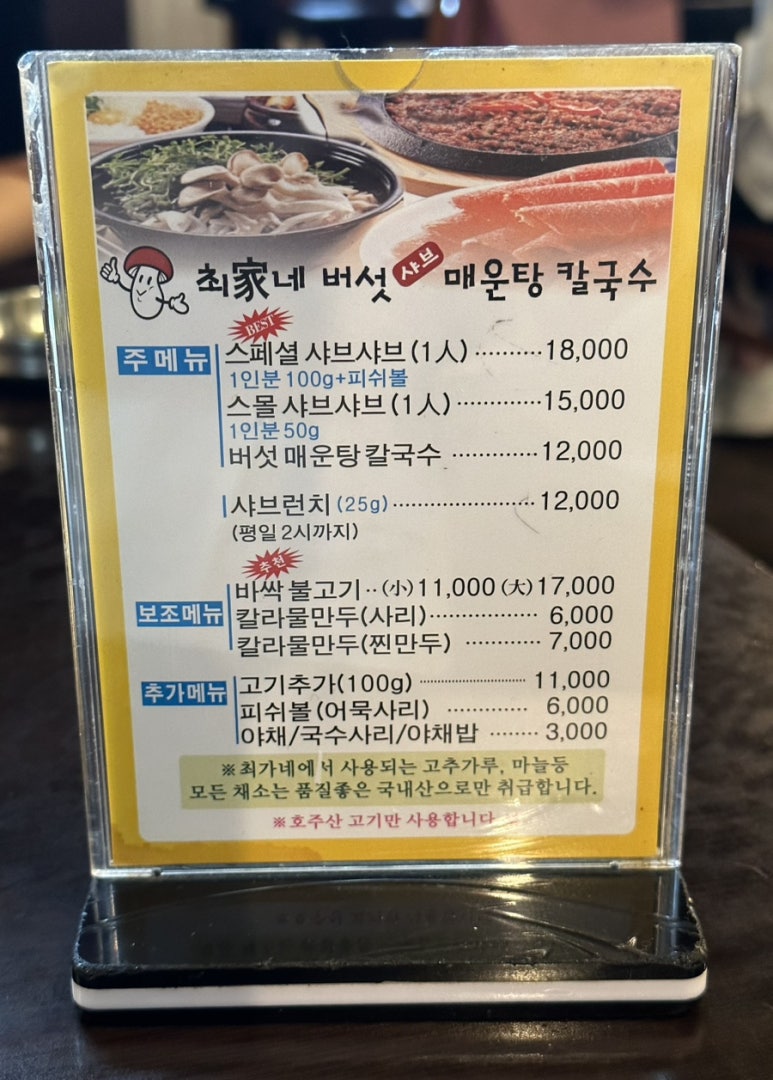 최家네 버섯 샤브 매운탕 칼국수
BEST
주메뉴 스페셜 샤브샤브 (1人) ·········· 18,000
1인분 100g+피쉬볼
스몰 샤브샤브 (1人) ············· 15,000
1인분 50g
버섯 매운탕 칼국수 ············· 12,000
샤브런치 (25g) ······················ 12,000
(평일 2시까지)
추천
보조메뉴 바싹 불고기 ·· (小) 11,000 (大) 17,000
칼라물만두(사리) ················ 6,000
칼라물만두(찐만두) ··········· 7,000
추가메뉴 고기추가(100g) ························ 11,000
피쉬볼(어묵사리) ············ 6,000
야채/국수사리/야채밥 ········ 3,000
※최가네에서 사용되는 고추가루, 마늘등
모든 채소는 품질좋은 국내산으로만 취급합니다.
※호주산 고기만 사용합니다